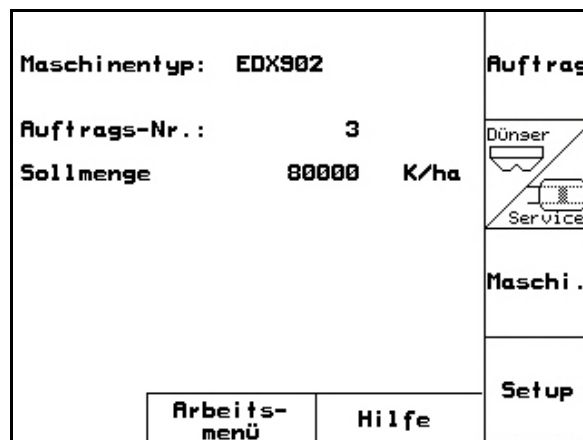 Maschinentyp: EDX902
Auftrags-Nr.: 3
Sollmenge 80000 K/ha
Auftrag
Dünger
Service
Maschi.
Setup
Arbeits-
menü
Hilfe